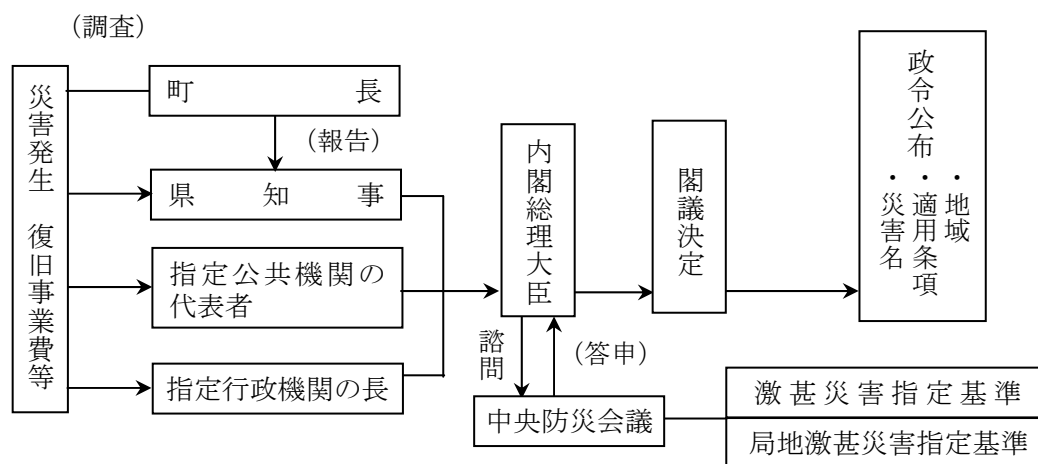 （調査）
災害発生　復旧事業費等
町長
（報告）
県知事
指定公共機関の
代表者
指定行政機関の長
内閣総理大臣
諮問
（答申）
中央防災会議
閣議決定
政令公布
・地域
・適用条項
・災害名
激甚災害指定基準
局地激甚災害指定基準